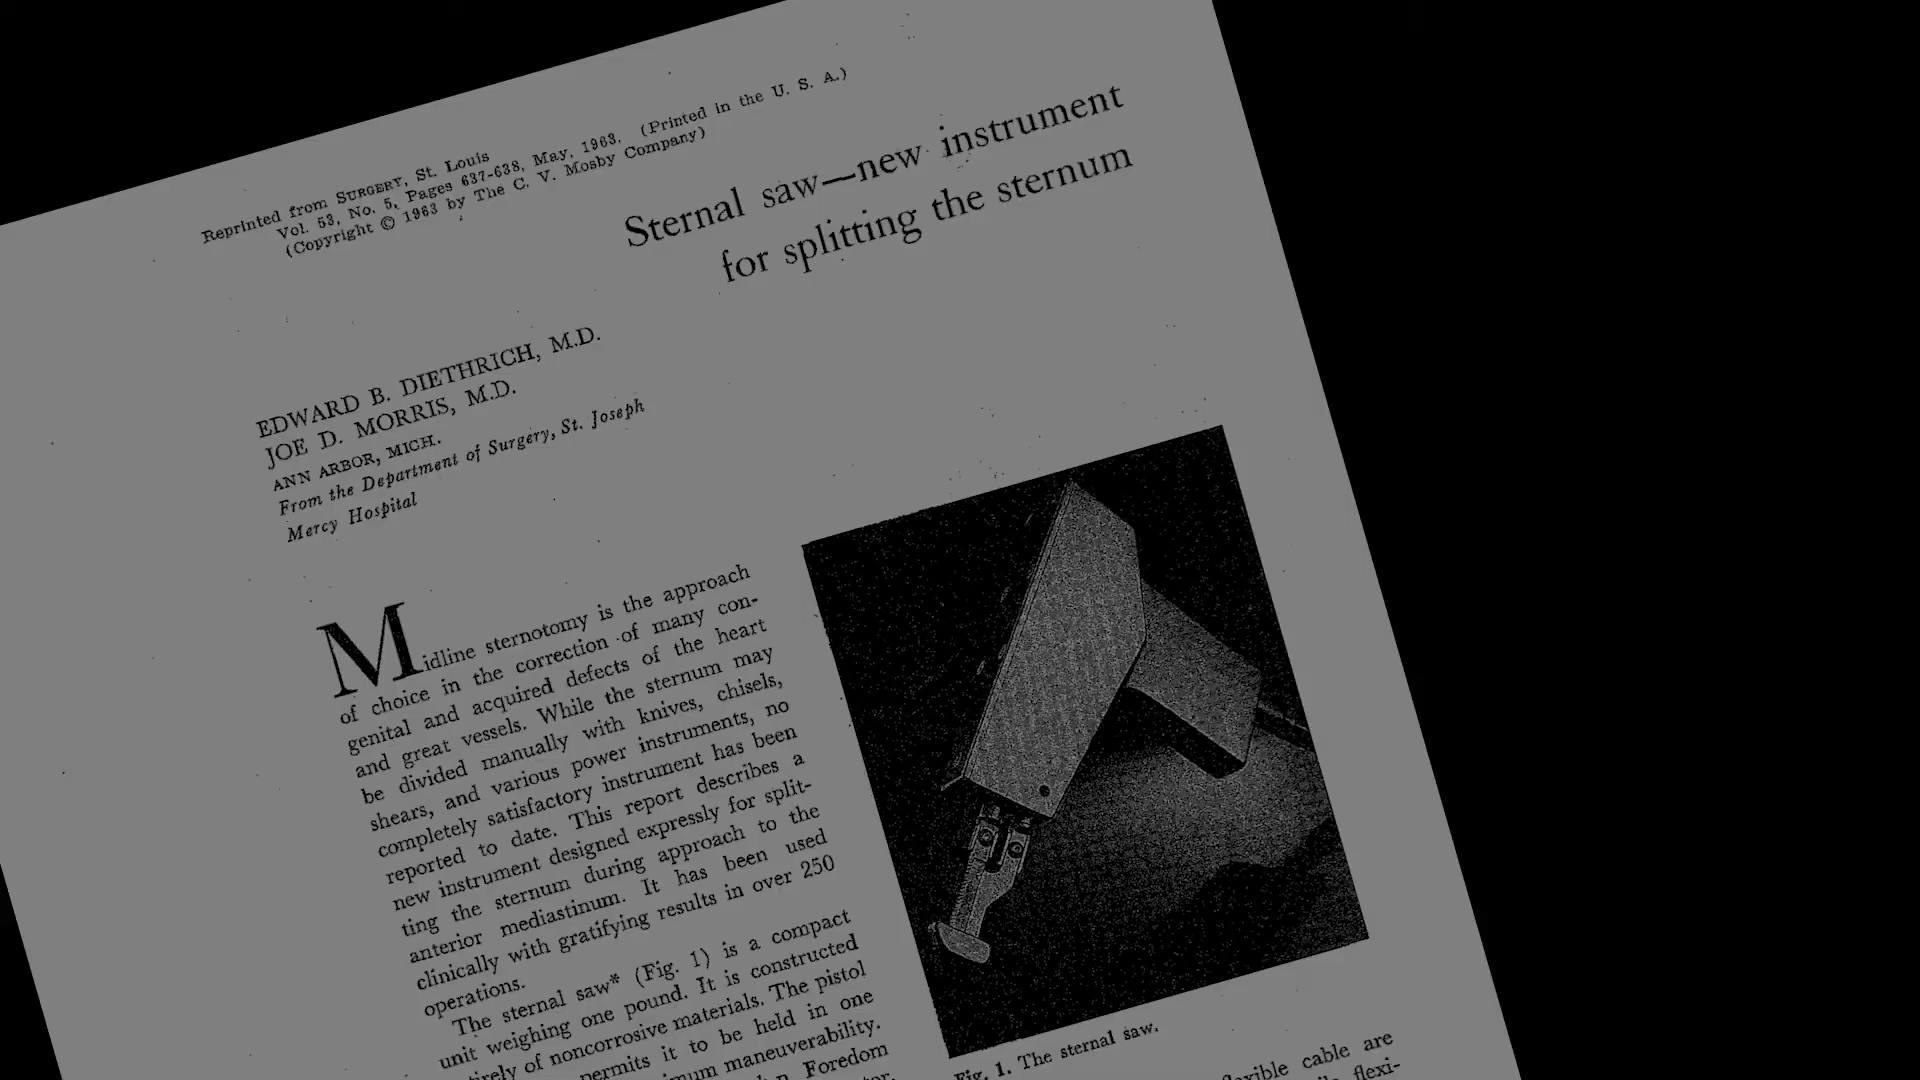 Reprinted from SURGERY, St. Louis
Vol. 53, No. 5, Pages 637-638, May, 1963. (Printed in the U. S. A.)
(Copyright © 1963 by The C. V. Mosby Company)
Sternal saw—new instrument
for splitting the sternum
EDWARD B. DIETHRICH, M.D.
JOE D. MORRIS, M.D.
ANN ARBOR, MICH.
From the Department of Surgery, St. Joseph
Mercy Hospital
Midline sternotomy is the approach
of choice in the correction of many con-
genital and acquired defects of the heart
and great vessels. While the sternum may
be divided manually with knives, chisels,
shears, and various power instruments, no
completely satisfactory instrument has been
reported to date. This report describes a
new instrument designed expressly for split-
ting the sternum during approach to the
anterior mediastinum. It has been used
clinically with gratifying results in over 250
operations.
The sternal saw* (Fig. 1) is a compact
unit weighing one pound. It is constructed
of noncorrosive materials. The pistol
permits it to be held in one
maneuverability.
Foredom
Fig. 1. The sternal saw.
cable are
flexi-